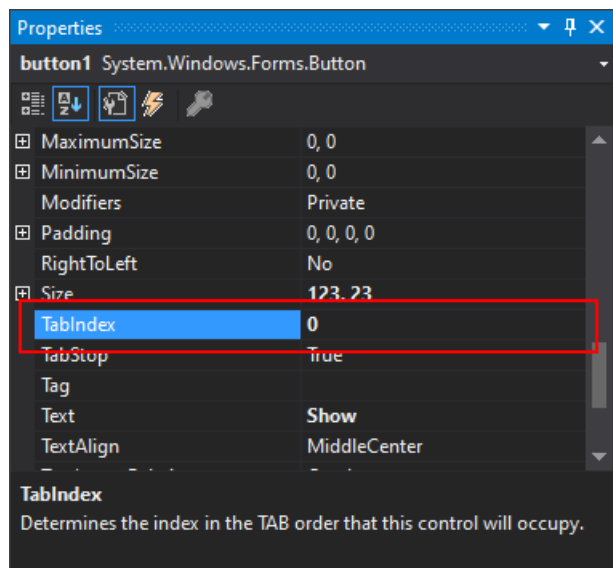 Properties
button1 System.Windows.Forms.Button
MaximumSize 0, 0
MinimumSize 0, 0
Modifiers Private
Padding 0, 0, 0, 0
RightToLeft No
Size 123, 23
TabIndex 0
TabStop True
Tag
Text Show
TextAlign MiddleCenter
TabIndex
Determines the index in the TAB order that this control will occupy.